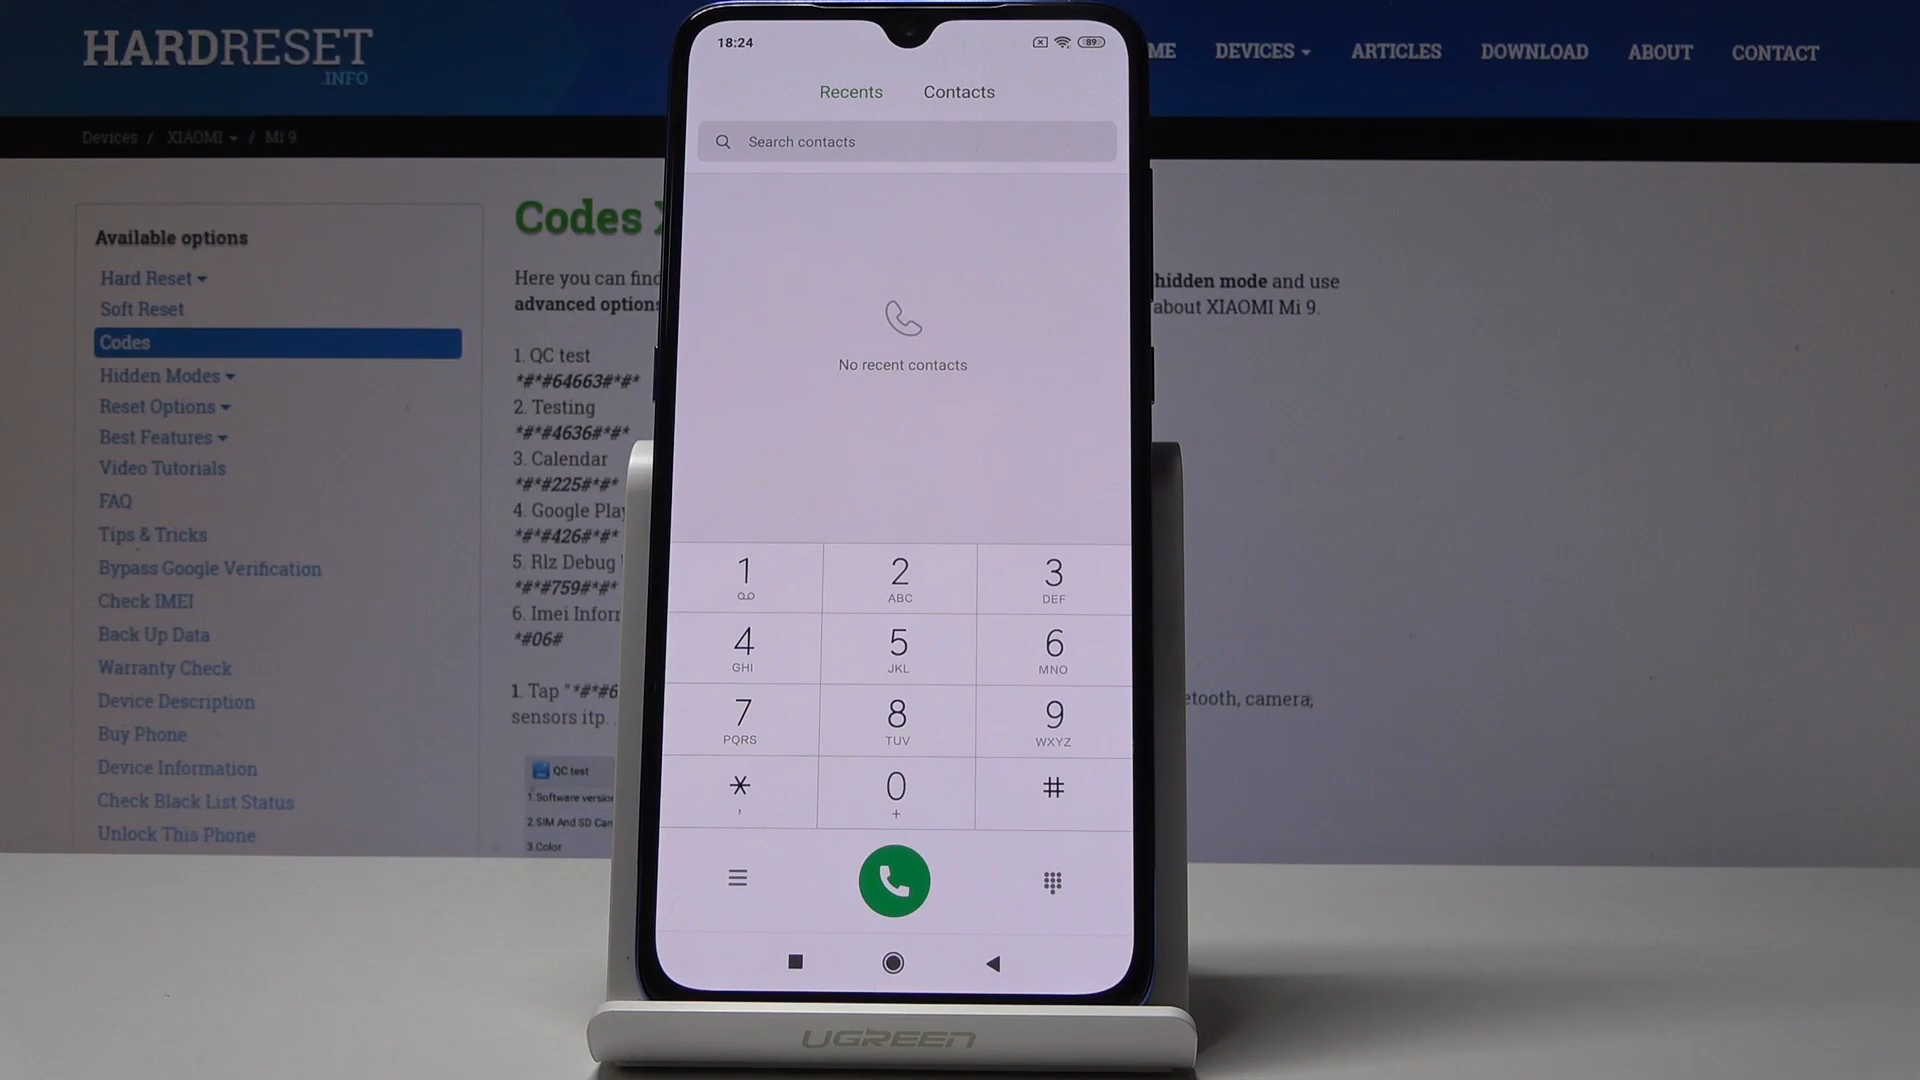 HARDRESET
.INFO
ME DEVICES ARTICLES DOWNLOAD ABOUT CONTACT
Devices / XIAOMI / Mi 9
Available options
Hard Reset
Soft Reset
Codes
Hidden Modes
Reset Options
Best Features
Video Tutorials
FAQ
Tips & Tricks
Bypass Google Verification
Check IMEI
Back Up Data
Warranty Check
Device Description
Buy Phone
Device Information
Check Black List Status
Unlock This Phone
Codes
Here you can find
hidden mode and use
advanced options
about XIAOMI Mi 9.
1. QC test
*#*#64663#*#*
2. Testing
*#*#4636#*#*
3. Calendar
*#*#225#*#*
4. Google Play
*#*#426#*#*
5. Rlz Debug
*#*#759#*#*
6. Imei Inform
*#06#
1. Tap "*#*#6
etooth, camera,
sensors itp.
QC test
1.Software version
2.SIM And SD Car
3.Color
18:24
89
Recents Contacts
Search contacts
No recent contacts
1 2 3
ABC DEF
4 5 6
GHI JKL MNO
7 8 9
PQRS TUV WXYZ
* 0 #
, +
UGREEN